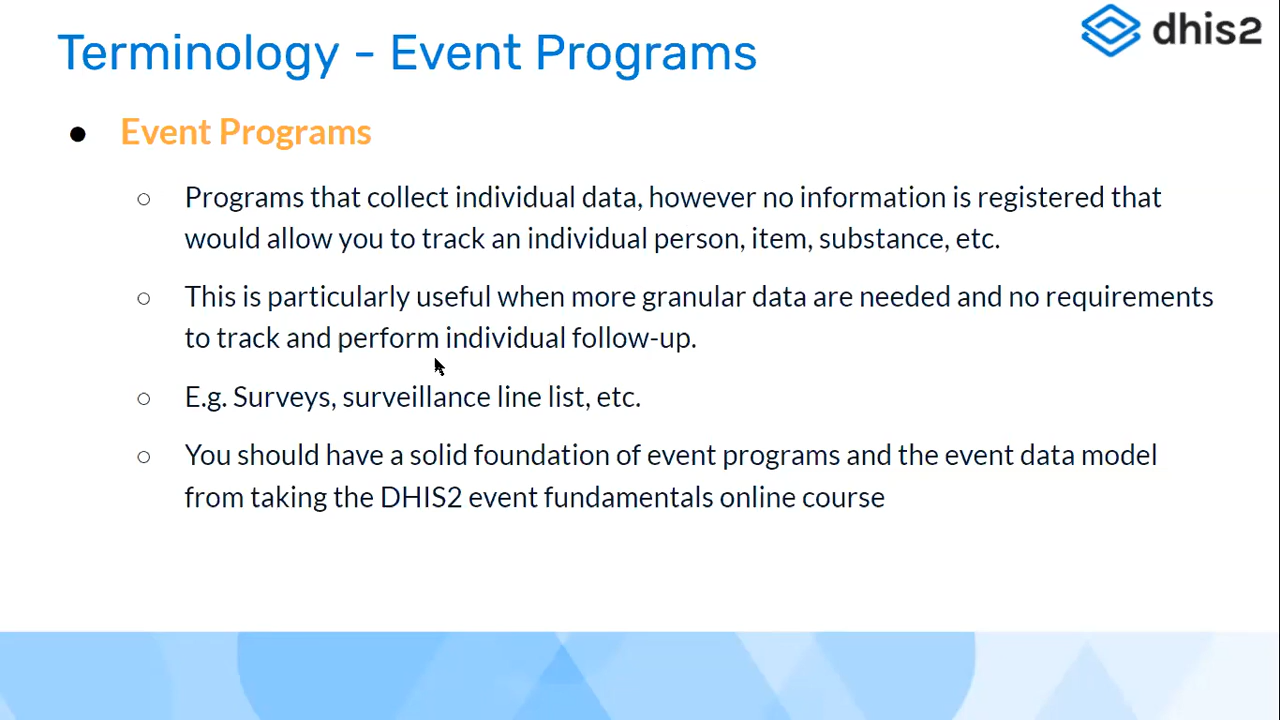 dhis2
Terminology - Event Programs
● Event Programs
○ Programs that collect individual data, however no information is registered that
would allow you to track an individual person, item, substance, etc.
○ This is particularly useful when more granular data are needed and no requirements
to track and perform individual follow-up.
○ E.g. Surveys, surveillance line list, etc.
○ You should have a solid foundation of event programs and the event data model
from taking the DHIS2 event fundamentals online course